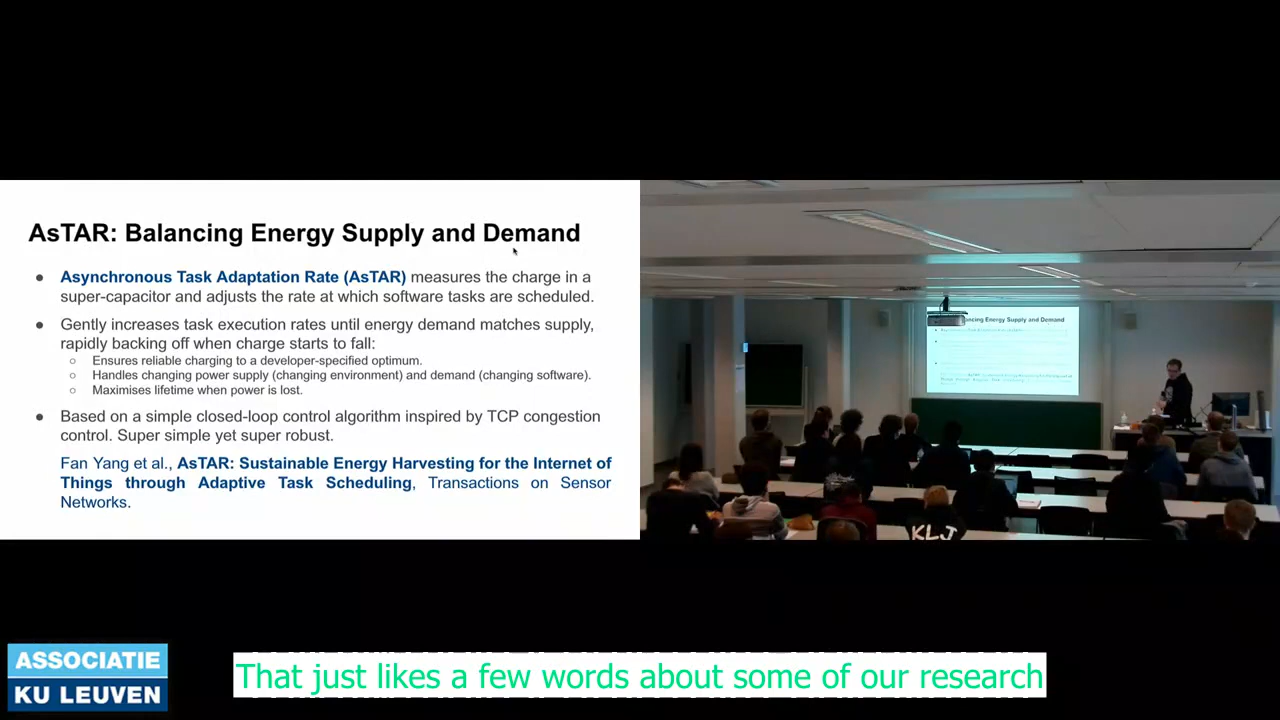 AsTAR: Balancing Energy Supply and Demand
● Asynchronous Task Adaptation Rate (AsTAR) measures the charge in a
super-capacitor and adjusts the rate at which software tasks are scheduled.
● Gently increases task execution rates until energy demand matches supply,
rapidly backing off when charge starts to fall:
○ Ensures reliable charging to a developer-specified optimum.
○ Handles changing power supply (changing environment) and demand (changing software).
○ Maximises lifetime when power is lost.
● Based on a simple closed-loop control algorithm inspired by TCP congestion
control. Super simple yet super robust.
Fan Yang et al., AsTAR: Sustainable Energy Harvesting for the Internet of
Things through Adaptive Task Scheduling, Transactions on Sensor
Networks.
Balancing Energy Supply and Demand
KLJ
ASSOCIATIE
KU LEUVEN
That just likes a few words about some of our research